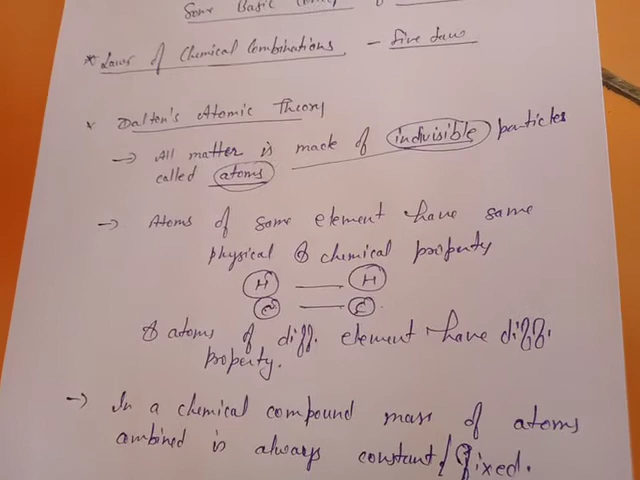 Some Basic
* Laws of Chemical Combinations - five laws
* Dalton's Atomic Theory
→ All matter is made of indivisible particles
called atoms
→ Atoms of same element have same
physical & chemical property
H — H
C — C
& atoms of diff. element have diff.
property.
→ In a chemical compound mass of atoms
combined is always constant/fixed.